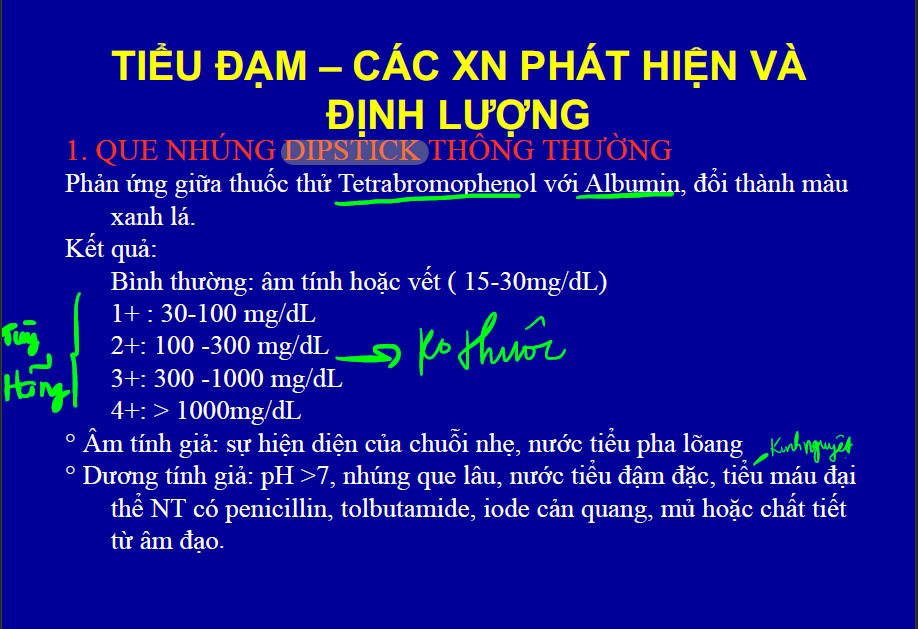 TIỂU ĐẠM – CÁC XN PHÁT HIỆN VÀ
ĐỊNH LƯỢNG
1. QUE NHÚNG DIPSTICK THÔNG THƯỜNG
Phản ứng giữa thuốc thử Tetrabromophenol với Albumin, đổi thành màu
xanh lá.
Kết quả:
Bình thường: âm tính hoặc vết ( 15-30mg/dL)
1+ : 30-100 mg/dL
2+: 100 -300 mg/dL
ko thuốc
3+: 300 -1000 mg/dL
4+: > 1000mg/dL
° Âm tính giả: sự hiện diện của chuỗi nhẹ, nước tiểu pha lõang
kinh nguyệt
° Dương tính giả: pH >7, nhúng que lâu, nước tiểu đậm đặc, tiểu máu đại
thể NT có penicillin, tolbutamide, iode cản quang, mủ hoặc chất tiết
từ âm đạo.